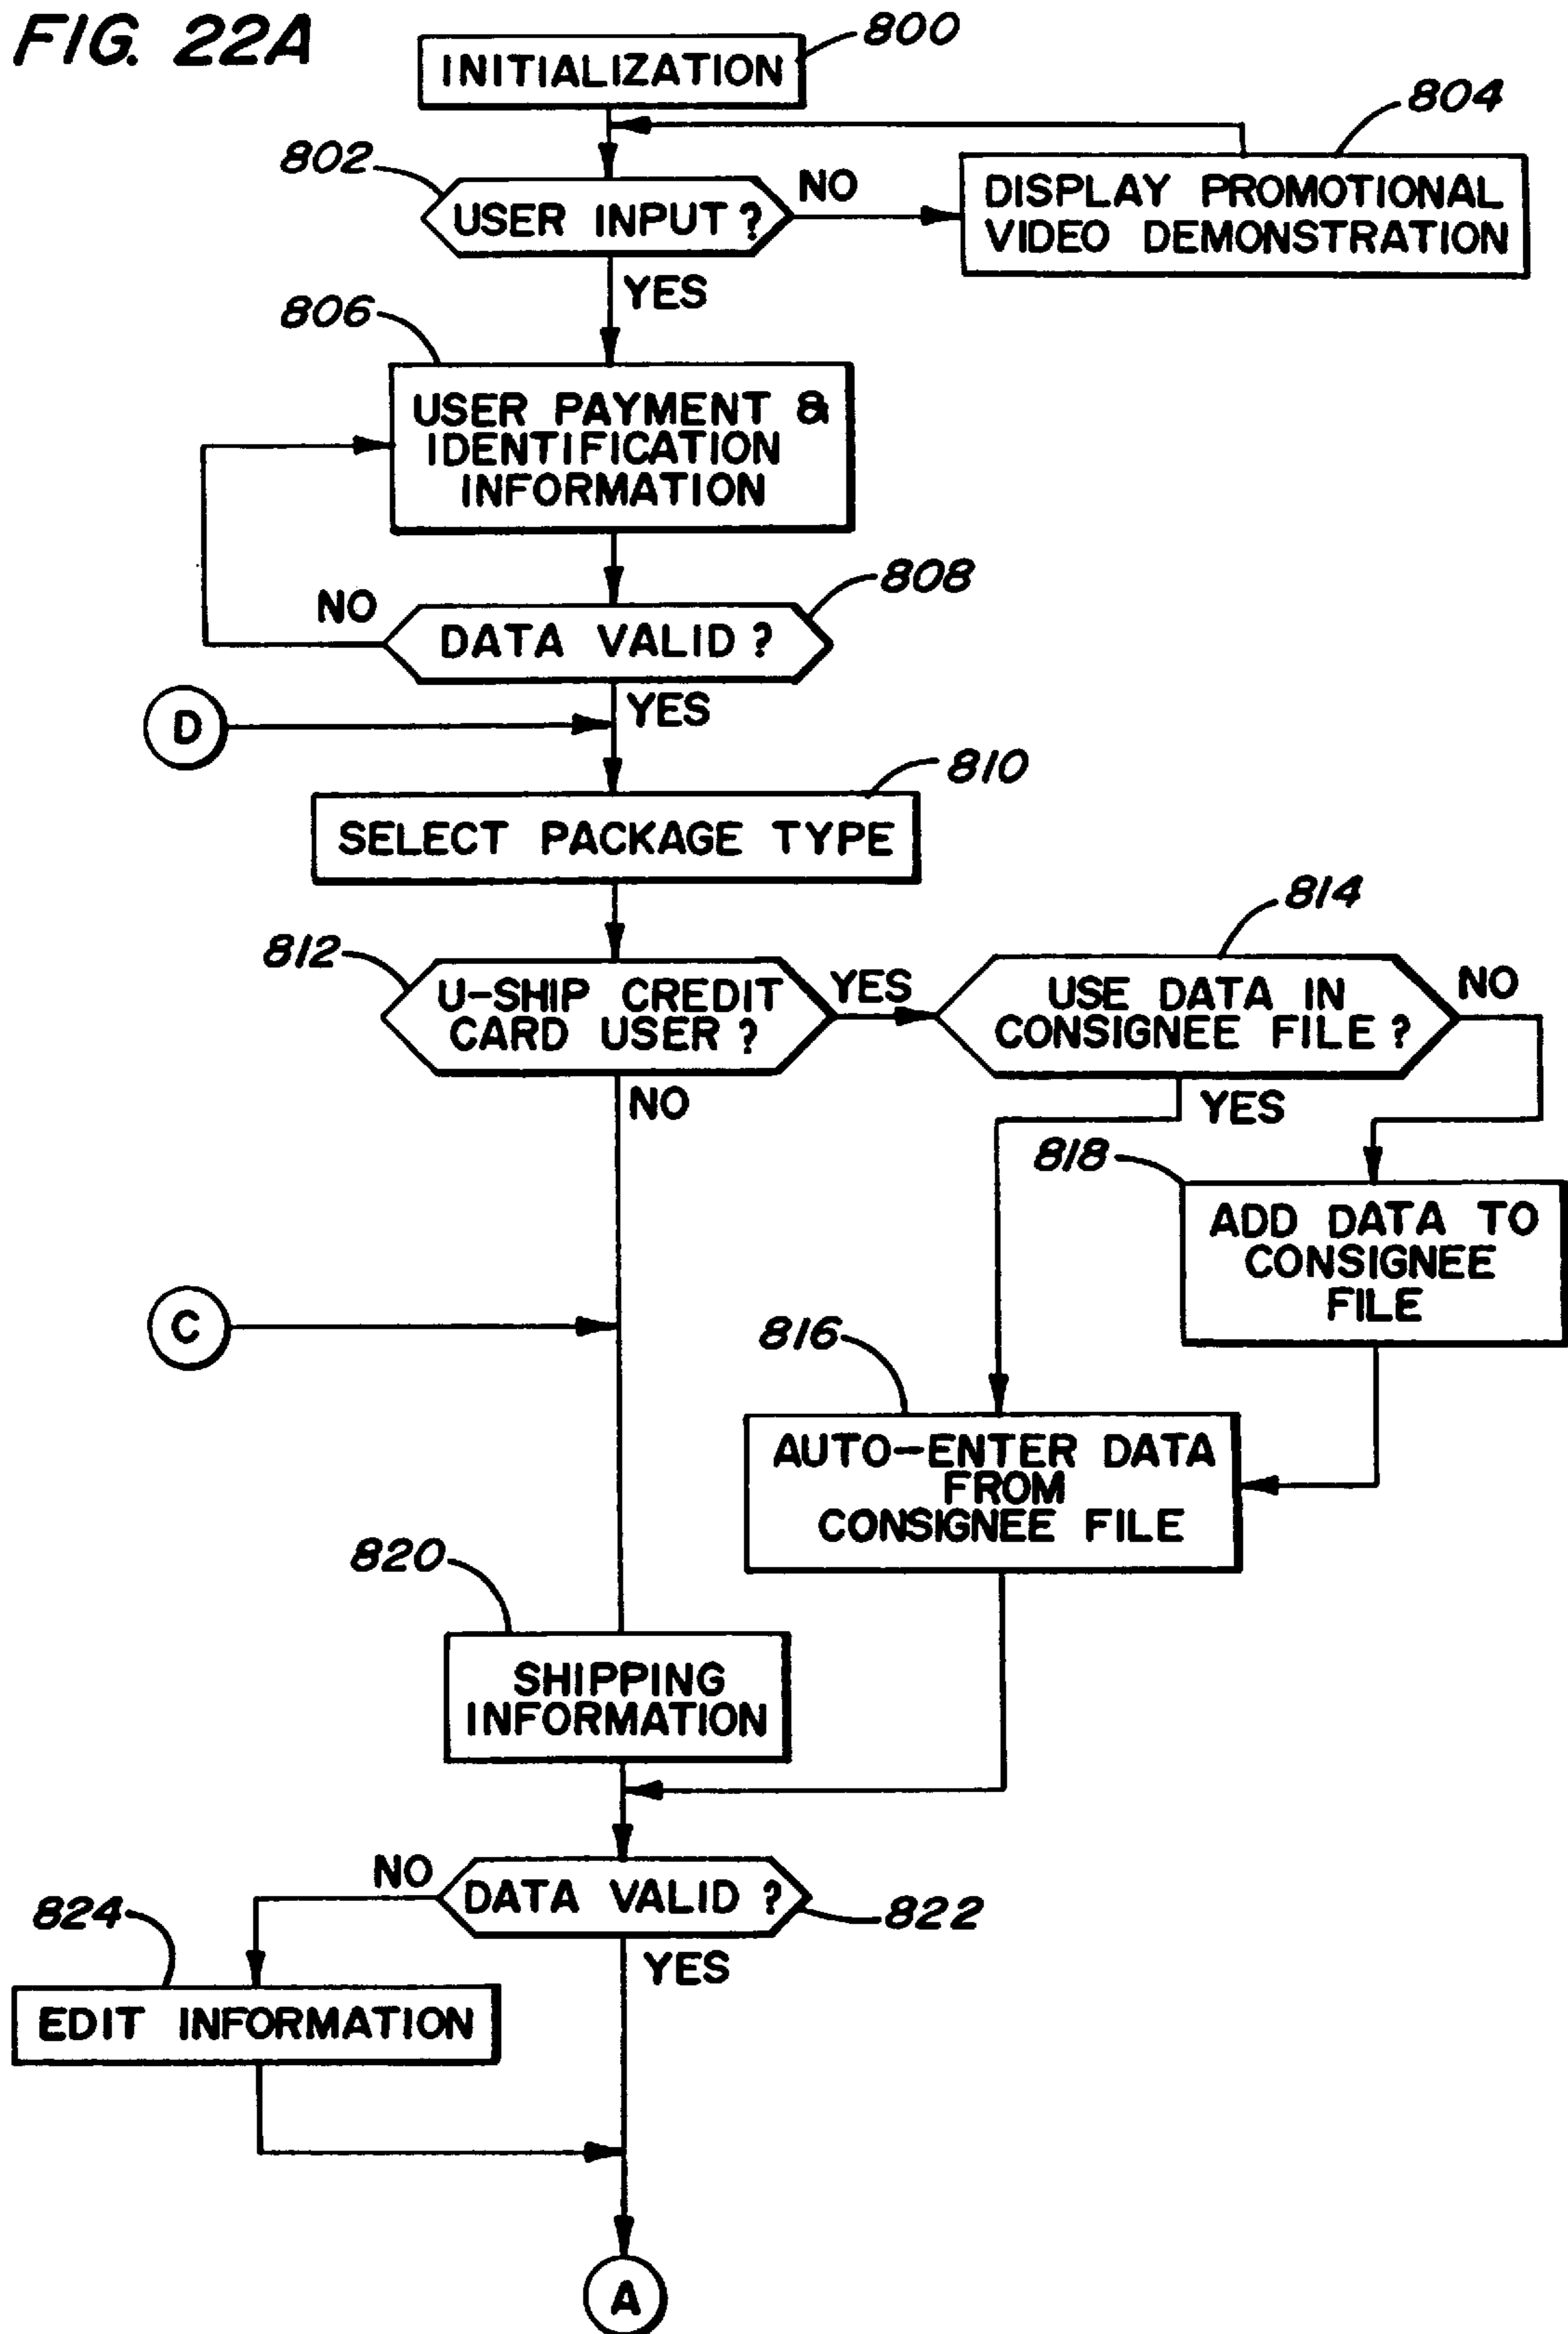 FIG. 22A
INITIALIZATION
800
804
802
USER INPUT ?
NO
DISPLAY PROMOTIONAL
VIDEO DEMONSTRATION
YES
806
USER PAYMENT &
IDENTIFICATION
INFORMATION
808
NO
DATA VALID ?
YES
D
810
SELECT PACKAGE TYPE
814
812
U-SHIP CREDIT
CARD USER ?
YES
USE DATA IN
CONSIGNEE FILE ?
NO
NO
YES
818
ADD DATA TO
CONSIGNEE
FILE
C
816
AUTO-ENTER DATA
FROM
CONSIGNEE FILE
820
SHIPPING
INFORMATION
NO
DATA VALID ?
822
824
YES
EDIT INFORMATION
A